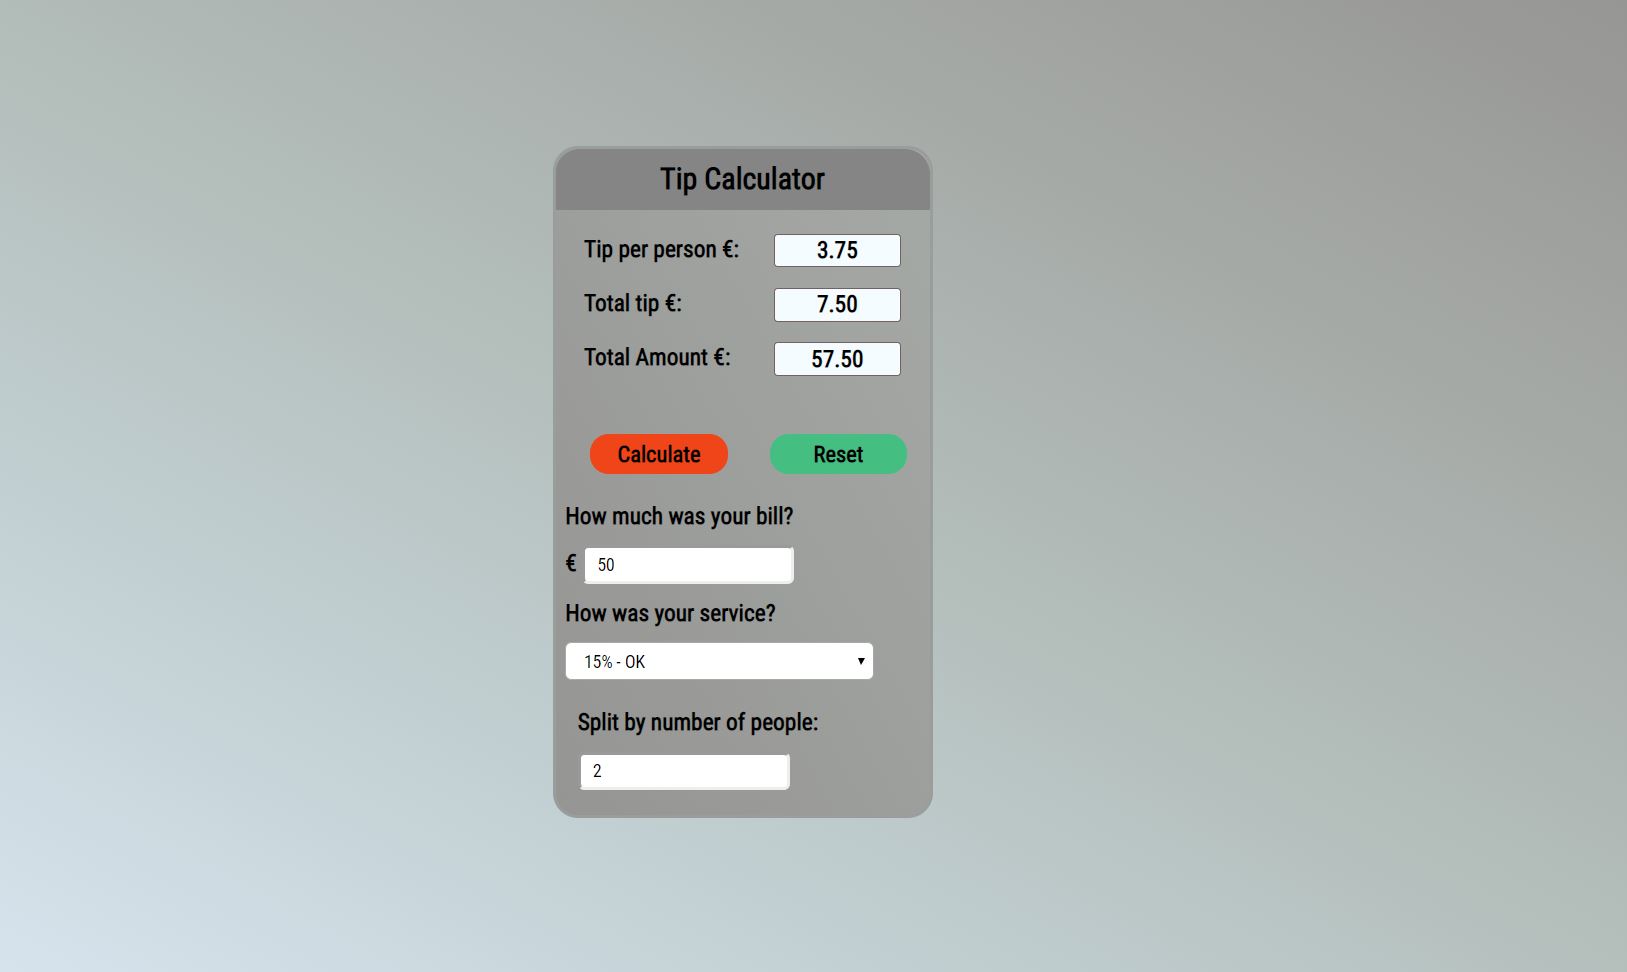 Tip Calculator
Tip per person €: 3.75
Total tip €: 7.50
Total Amount €: 57.50
Calculate Reset
How much was your bill?
€ 50
How was your service?
15% - OK
Split by number of people:
2